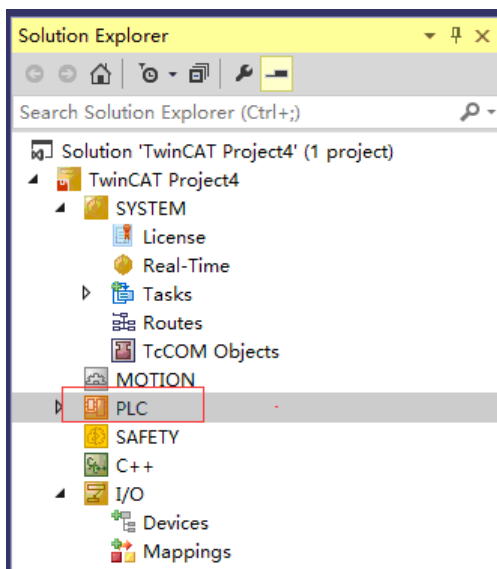 Solution Explorer
Search Solution Explorer (Ctrl+;)
Solution 'TwinCAT Project4' (1 project)
TwinCAT Project4
SYSTEM
License
Real-Time
Tasks
Routes
TcCOM Objects
MOTION
PLC
SAFETY
C++
I/O
Devices
Mappings